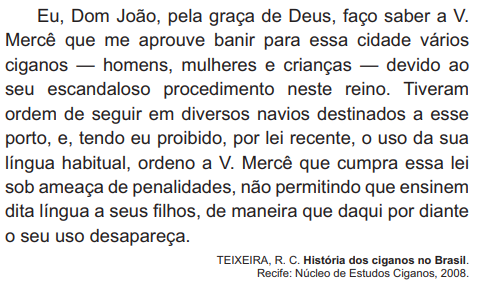 Eu, Dom João, pela graça de Deus, faço saber a V.
Mercê que me aprouve banir para essa cidade vários
ciganos — homens, mulheres e crianças — devido ao
seu escandaloso procedimento neste reino. Tiveram
ordem de seguir em diversos navios destinados a esse
porto, e, tendo eu proibido, por lei recente, o uso da sua
língua habitual, ordeno a V. Mercê que cumpra essa lei
sob ameaça de penalidades, não permitindo que ensinem
dita língua a seus filhos, de maneira que daqui por diante
o seu uso desapareça.
TEIXEIRA, R. C. História dos ciganos no Brasil.
Recife: Núcleo de Estudos Ciganos, 2008.